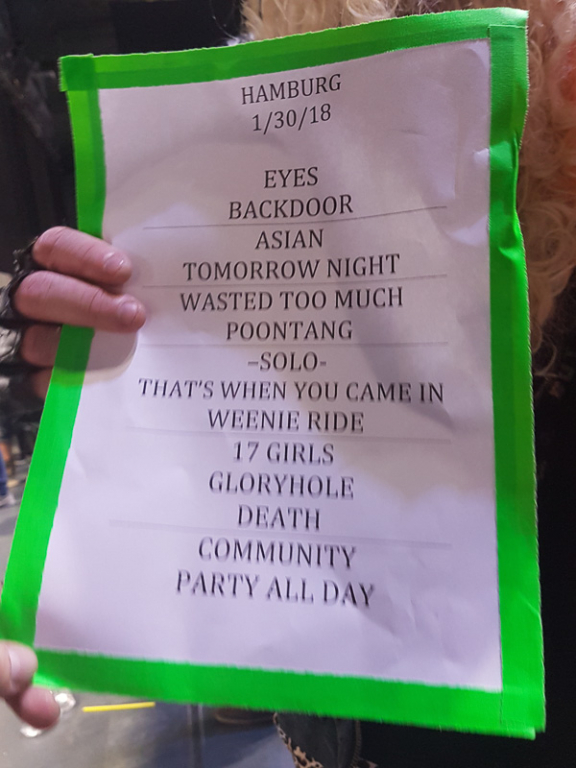 HAMBURG
1/30/18
EYES
BACKDOOR
ASIAN
TOMORROW NIGHT
WASTED TOO MUCH
POONTANG
–SOLO-
THAT'S WHEN YOU CAME IN
WEENIE RIDE
17 GIRLS
GLORYHOLE
DEATH
COMMUNITY
PARTY ALL DAY